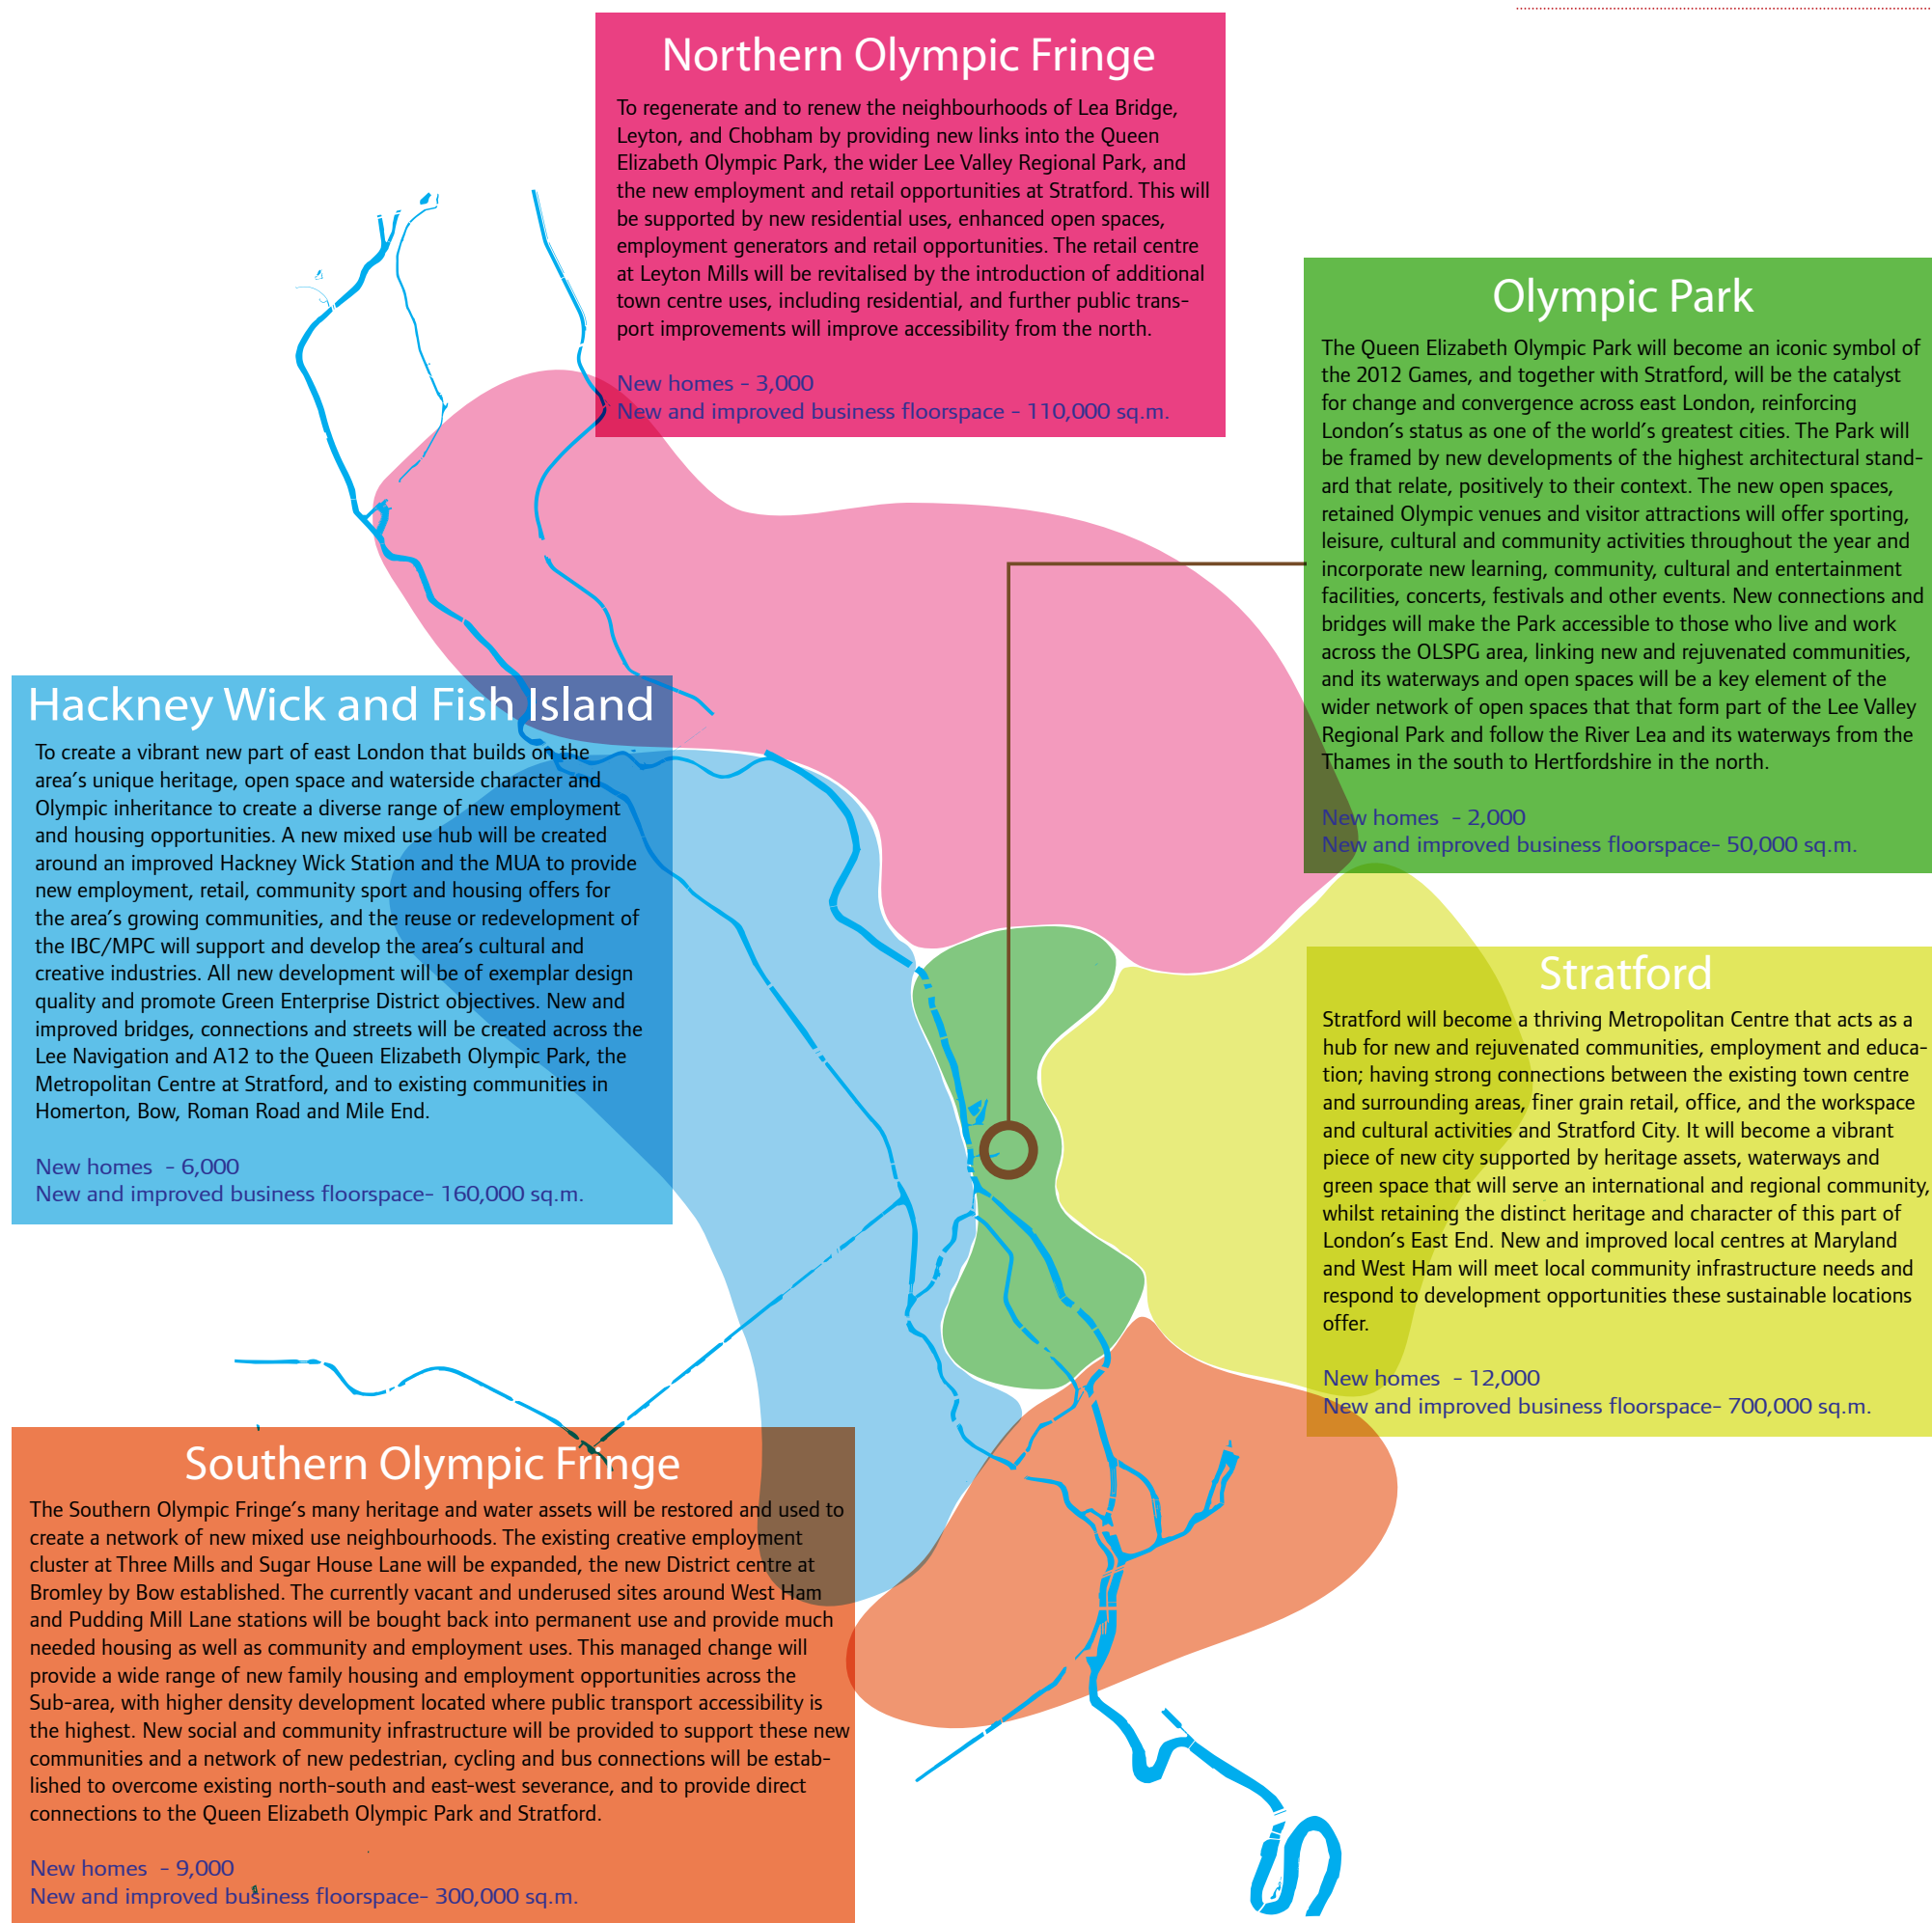 Northern Olympic Fringe
To regenerate and to renew the neighbourhoods of Lea Bridge,
Leyton, and Chobham by providing new links into the Queen
Elizabeth Olympic Park, the wider Lee Valley Regional Park, and
the new employment and retail opportunities at Stratford. This will
be supported by new residential uses, enhanced open spaces,
employment generators and retail opportunities. The retail centre
at Leyton Mills will be revitalised by the introduction of additional
town centre uses, including residential, and further public trans-
port improvements will improve accessibility from the north.
New homes - 3,000
New and improved business floorspace - 110,000 sq.m.
Olympic Park
The Queen Elizabeth Olympic Park will become an iconic symbol of
the 2012 Games, and together with Stratford, will be the catalyst
for change and convergence across east London, reinforcing
London's status as one of the world's greatest cities. The Park will
be framed by new developments of the highest architectural stand-
ard that relate, positively to their context. The new open spaces,
retained Olympic venues and visitor attractions will offer sporting,
leisure, cultural and community activities throughout the year and
incorporate new learning, community, cultural and entertainment
facilities, concerts, festivals and other events. New connections and
bridges will make the Park accessible to those who live and work
across the OLSPG area, linking new and rejuvenated communities,
and its waterways and open spaces will be a key element of the
wider network of open spaces that that form part of the Lee Valley
Regional Park and follow the River Lea and its waterways from the
Thames in the south to Hertfordshire in the north.
New homes - 2,000
New and improved business floorspace- 50,000 sq.m.
Hackney Wick and Fish Island
To create a vibrant new part of east London that builds on the
area's unique heritage, open space and waterside character and
Olympic inheritance to create a diverse range of new employment
and housing opportunities. A new mixed use hub will be created
around an improved Hackney Wick Station and the MUA to provide
new employment, retail, community sport and housing offers for
the area's growing communities, and the reuse or redevelopment of
the IBC/MPC will support and develop the area's cultural and
creative industries. All new development will be of exemplar design
quality and promote Green Enterprise District objectives. New and
improved bridges, connections and streets will be created across the
Lee Navigation and A12 to the Queen Elizabeth Olympic Park, the
Metropolitan Centre at Stratford, and to existing communities in
Homerton, Bow, Roman Road and Mile End.
New homes - 6,000
New and improved business floorspace- 160,000 sq.m.
Stratford
Stratford will become a thriving Metropolitan Centre that acts as a
hub for new and rejuvenated communities, employment and educa-
tion; having strong connections between the existing town centre
and surrounding areas, finer grain retail, office, and the workspace
and cultural activities and Stratford City. It will become a vibrant
piece of new city supported by heritage assets, waterways and
green space that will serve an international and regional community,
whilst retaining the distinct heritage and character of this part of
London's East End. New and improved local centres at Maryland
and West Ham will meet local community infrastructure needs and
respond to development opportunities these sustainable locations
offer.
New homes - 12,000
New and improved business floorspace- 700,000 sq.m.
Southern Olympic Fringe
The Southern Olympic Fringe's many heritage and water assets will be restored and used to
create a network of new mixed use neighbourhoods. The existing creative employment
cluster at Three Mills and Sugar House Lane will be expanded, the new District centre at
Bromley by Bow established. The currently vacant and underused sites around West Ham
and Pudding Mill Lane stations will be bought back into permanent use and provide much
needed housing as well as community and employment uses. This managed change will
provide a wide range of new family housing and employment opportunities across the
Sub-area, with higher density development located where public transport accessibility is
the highest. New social and community infrastructure will be provided to support these new
communities and a network of new pedestrian, cycling and bus connections will be estab-
lished to overcome existing north-south and east-west severance, and to provide direct
connections to the Queen Elizabeth Olympic Park and Stratford.
New homes - 9,000
New and improved business floorspace- 300,000 sq.m.